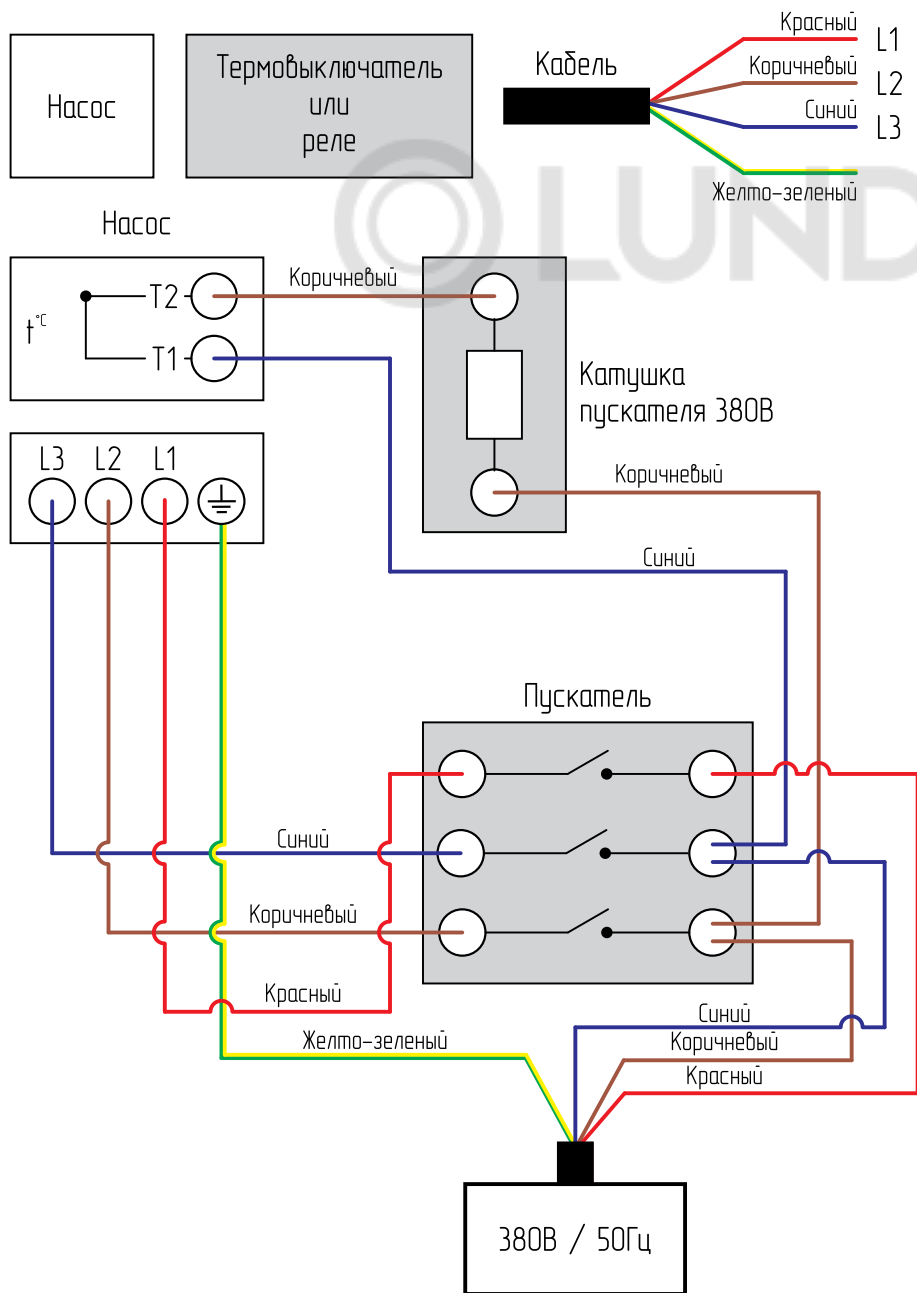 Насос
Термовыключатель
или
реле
Кабель
Красный
L1
Коричневый
L2
Синий
L3
Желто-зеленый
LUND
Насос
t°C
T2
T1
Коричневый
Катушка
пускателя 380В
Коричневый
L3 L2 L1
Синий
Пускатель
Синий
Коричневый
Красный
Желто-зеленый
Синий
Коричневый
Красный
380В / 50Гц